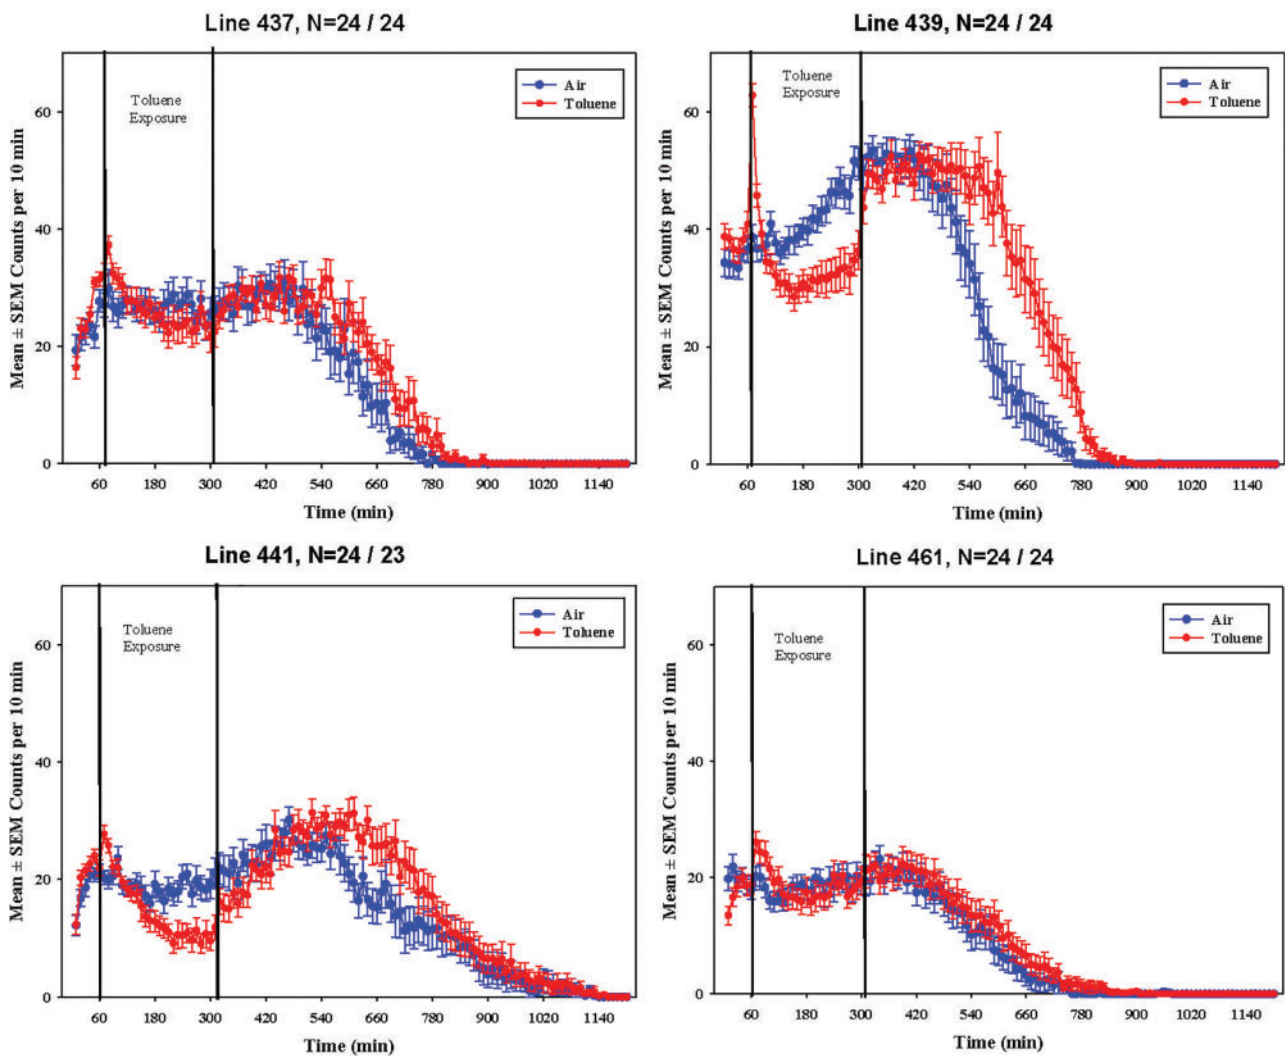 Line 437, N=24 / 24
Mean ± SEM Counts per 10 min
60
40
20
0
Toluene
Exposure
Air
Toluene
60 180 300 420 540 660 780 900 1020 1140
Time (min)
Line 439, N=24 / 24
Mean ± SEM Counts per 10 min
60
40
20
0
Toluene
Exposure
Air
Toluene
60 180 300 420 540 660 780 900 1020 1140
Time (min)
Line 441, N=24 / 23
Mean ± SEM Counts per 10 min
60
40
20
0
Toluene
Exposure
Air
Toluene
60 180 300 420 540 660 780 900 1020 1140
Time (min)
Line 461, N=24 / 24
Mean ± SEM Counts per 10 min
60
40
20
0
Toluene
Exposure
Air
Toluene
60 180 300 420 540 660 780 900 1020 1140
Time (min)